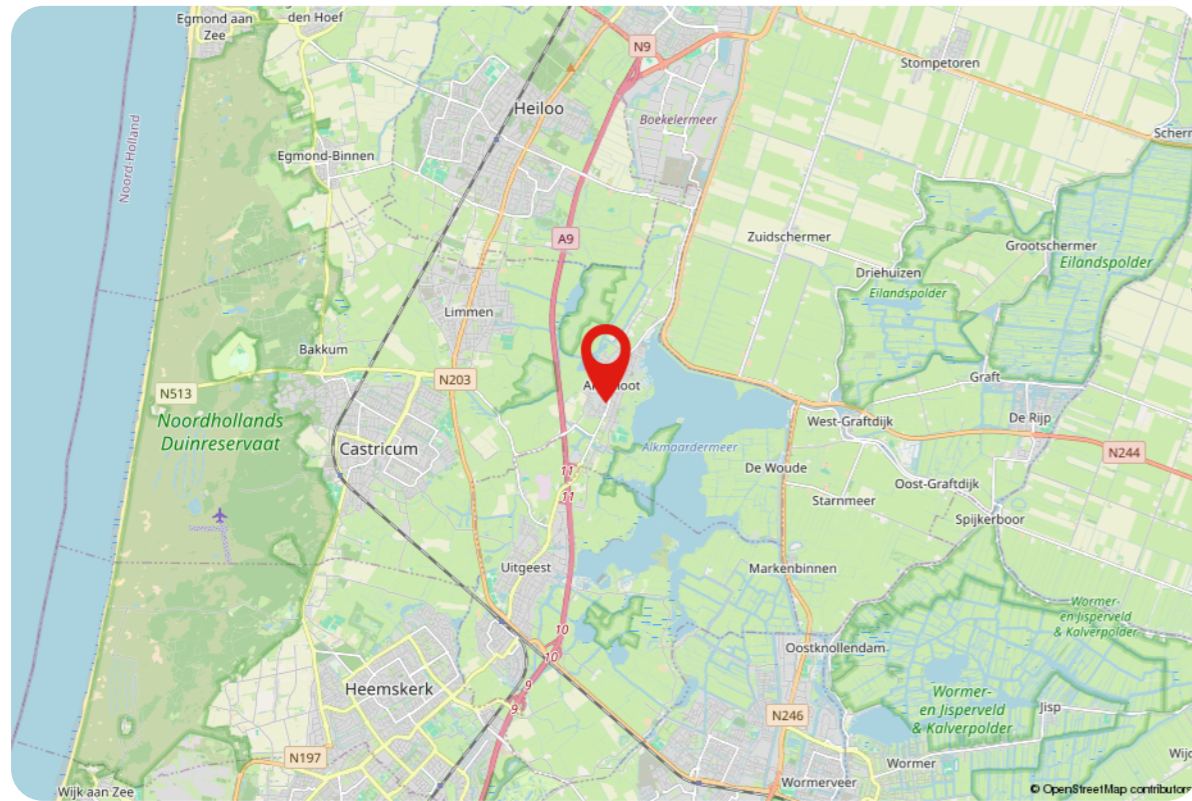 Egmond aan
Zee
den Hoef
N9
Stompetoren
Heiloo
Boekelermeer
Noord-Holland
Egmond-Binnen
A9
Zuidschermer
Grootschermer
Eilandspolder
Driehuizen
Eilandspolder
Limmen
Bakkum
N203
N513
Graft
Noordhollands
Duinreservaat
De Rijp
West-Graftdijk
Castricum
Alkmaardermeer
N244
De Woude
11
11
Oost-Graftdijk
Starnmeer
Spijkerboor
Uitgeest
Markenbinnen
Wormer-
en Jisperveld
& Kalverpolder
10
10
Oostknollendam
Heemskerk
9
9
Wormer-
en Jisperveld
& Kalverpolder
Jisp
N246
N197
Wormer
Wormerveer
Wijk aan Zee
© OpenStreetMap contributors